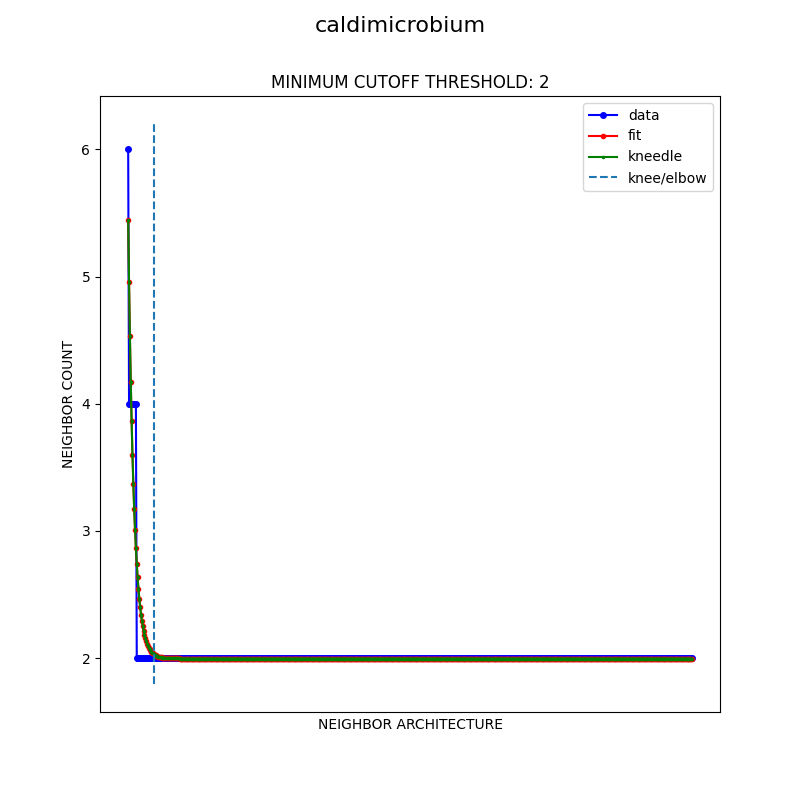 caldimicrobium
MINIMUM CUTOFF THRESHOLD: 2
data
fit
kneedle
knee/elbow
6
5
4
3
2
NEIGHBOR COUNT
NEIGHBOR ARCHITECTURE